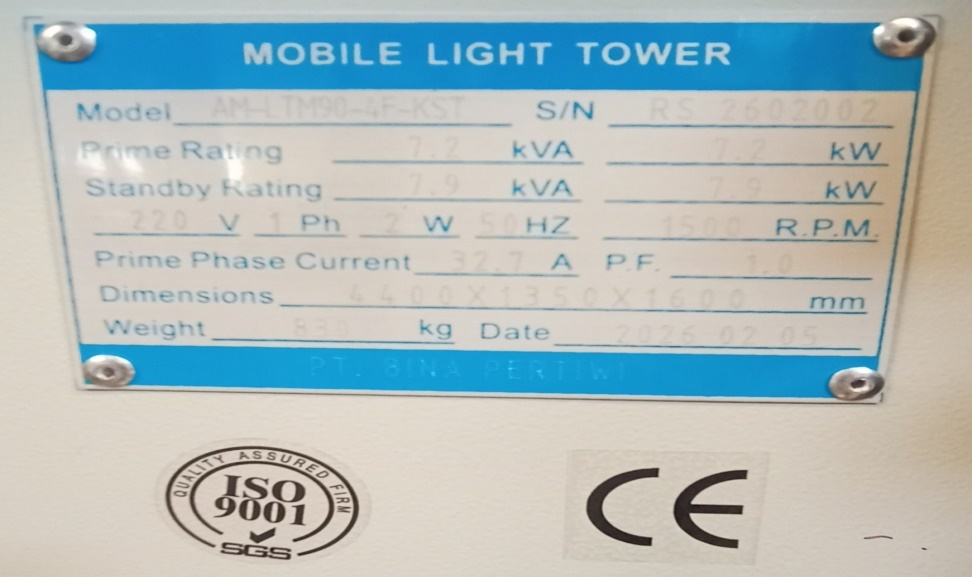 MOBILE LIGHT TOWER
Model AM-LTM90-4F-KST S/N RS 2602002
Prime Rating 7.2 kVA 7.2 kW
Standby Rating 7.9 kVA 7.9 kW
220 V 1 Ph 2 W 50 HZ 1500 R.P.M.
Prime Phase Current 32.7 A P.F. 1.0
Dimensions 4400X1350X1600 mm
Weight kg Date 2026 02 05
PT. BINA PERTIWI
QUALITY ASSURED FIRM
ISO
9001
SGS
CE